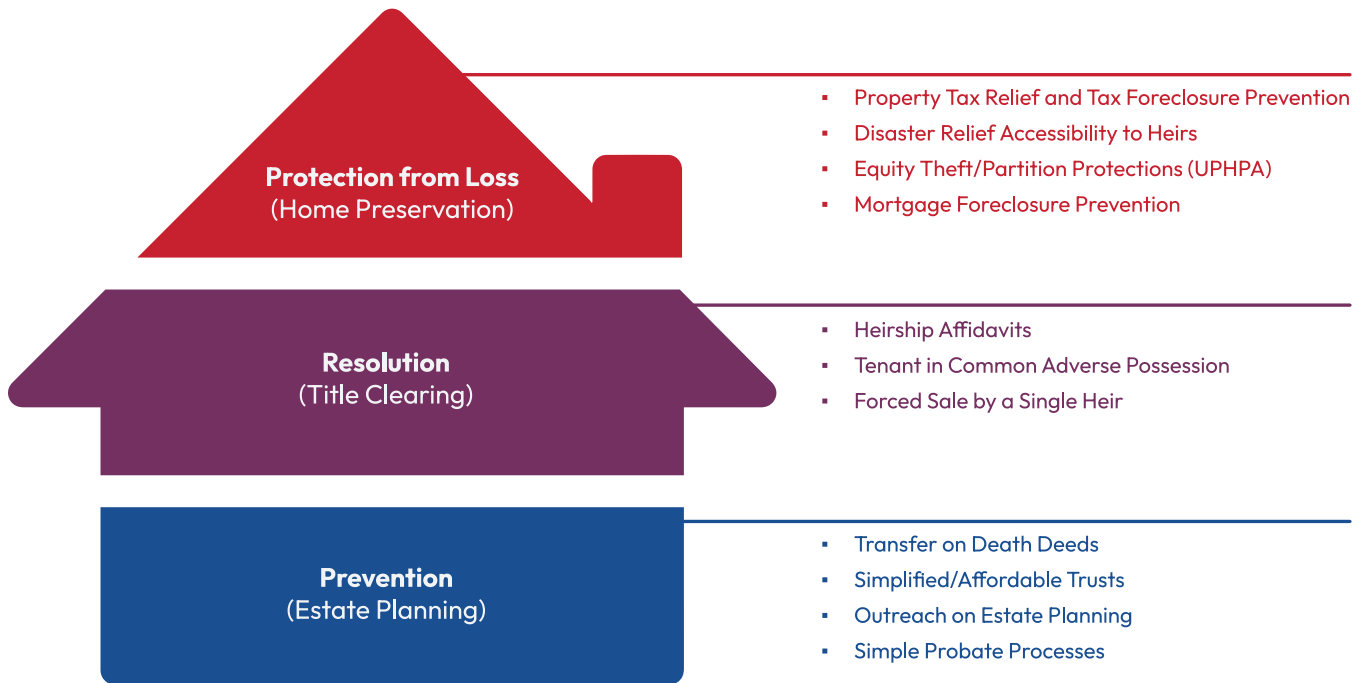 Protection from Loss
(Home Preservation)
▪ Property Tax Relief and Tax Foreclosure Prevention
▪ Disaster Relief Accessibility to Heirs
▪ Equity Theft/Partition Protections (UPHPA)
▪ Mortgage Foreclosure Prevention
Resolution
(Title Clearing)
▪ Heirship Affidavits
▪ Tenant in Common Adverse Possession
▪ Forced Sale by a Single Heir
Prevention
(Estate Planning)
▪ Transfer on Death Deeds
▪ Simplified/Affordable Trusts
▪ Outreach on Estate Planning
▪ Simple Probate Processes